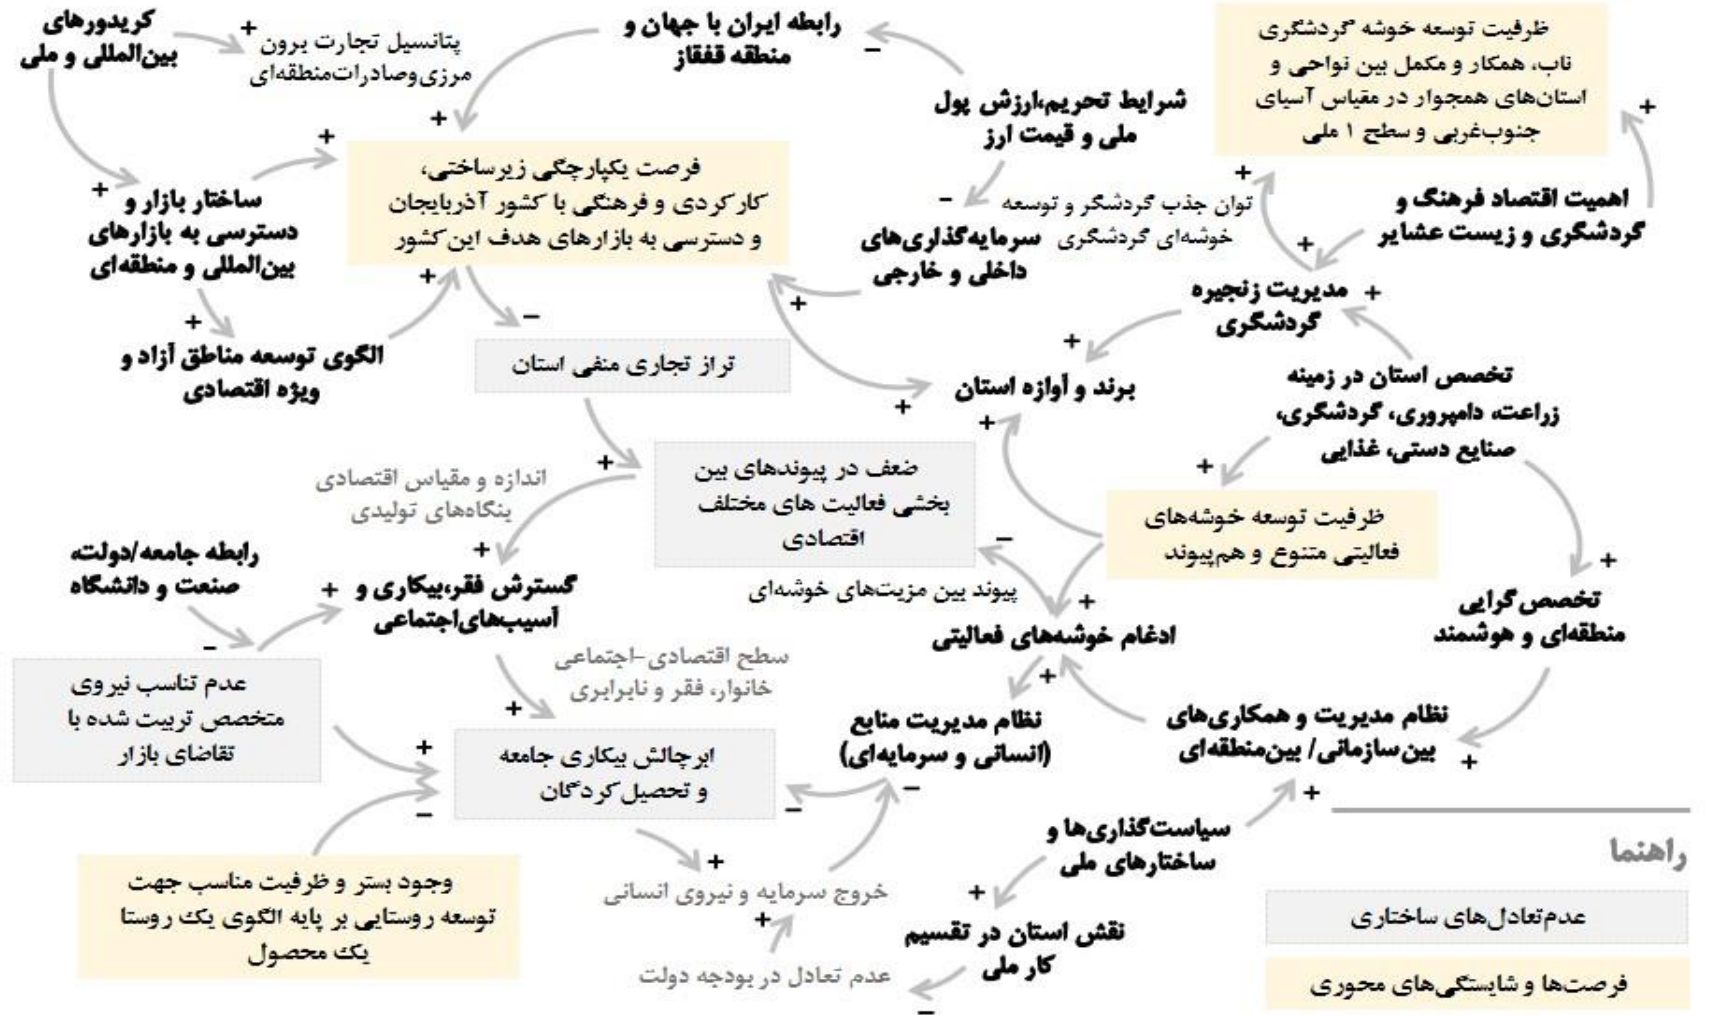 کریدورهای
بین‌المللی و ملی
پتانسیل تجارت برون
مرزی‌وصادرات‌منطقه‌ای
رابطه ایران با جهان و
منطقه قفقاز
شرایط تحریم،ارزش پول
ملی و قیمت ارز
ظرفیت توسعه خوشه گردشگری
ناب، همکار و مکمل بین نواحی و
استان‌های همجوار در مقیاس آسیای
جنوب‌غربی و سطح ۱ ملی
فرصت یکپارچگی زیرساختی،
کارکردی و فرهنگی با کشور آذربایجان
و دسترسی به بازارهای هدف این‌کشور
ساختار بازار و
دسترسی به بازارهای
بین‌المللی و منطقه‌ای
توان جذب گردشگر و توسعه
خوشه‌ای گردشگری
سرمایه‌گذاری‌های
داخلی و خارجی
اهمیت اقتصاد فرهنگ و
گردشگری و زیست عشایر
مدیریت زنجیره
گردشگری
الگوی توسعه مناطق آزاد و
ویژه اقتصادی
تراز تجاری منفی استان
برند و آوازه استان
تخصص استان در زمینه
زراعت، دامپروری، گردشگری،
صنایع دستی، غذایی
ضعف در پیوندهای بین
بخشی فعالیت های مختلف
اقتصادی
اندازه و مقیاس اقتصادی
بنگاه‌های تولیدی
ظرفیت توسعه خوشه‌های
فعالیتی متنوع و هم‌پیوند
رابطه جامعه/دولت،
صنعت و دانشگاه
گسترش فقر،بیکاری و
آسیب‌های‌اجتماعی
پیوند بین مزیت‌های خوشه‌ای
ادغام خوشه‌های فعالیتی
تخصص‌گرایی
منطقه‌ای و هوشمند
سطح اقتصادی-اجتماعی
خانوار، فقر و نابرابری
عدم تناسب نیروی
متخصص تربیت شده با
تقاضای بازار
ابرچالش بیکاری جامعه
و تحصیل‌کردگان
نظام مدیریت منابع
(انسانی و سرمایه‌ای)
نظام مدیریت و همکاری‌های
بین‌سازمانی/ بین‌منطقه‌ای
سیاست‌گذاری‌ها و
ساختارهای ملی
وجود بستر و ظرفیت مناسب جهت
توسعه روستایی بر پایه الگوی یک روستا
یک محصول
خروج سرمایه و نیروی انسانی
نقش استان در تقسیم
کار ملی
عدم تعادل در بودجه دولت
راهنما
عدم‌تعادل‌های ساختاری
فرصت‌ها و شایستگی‌های محوری